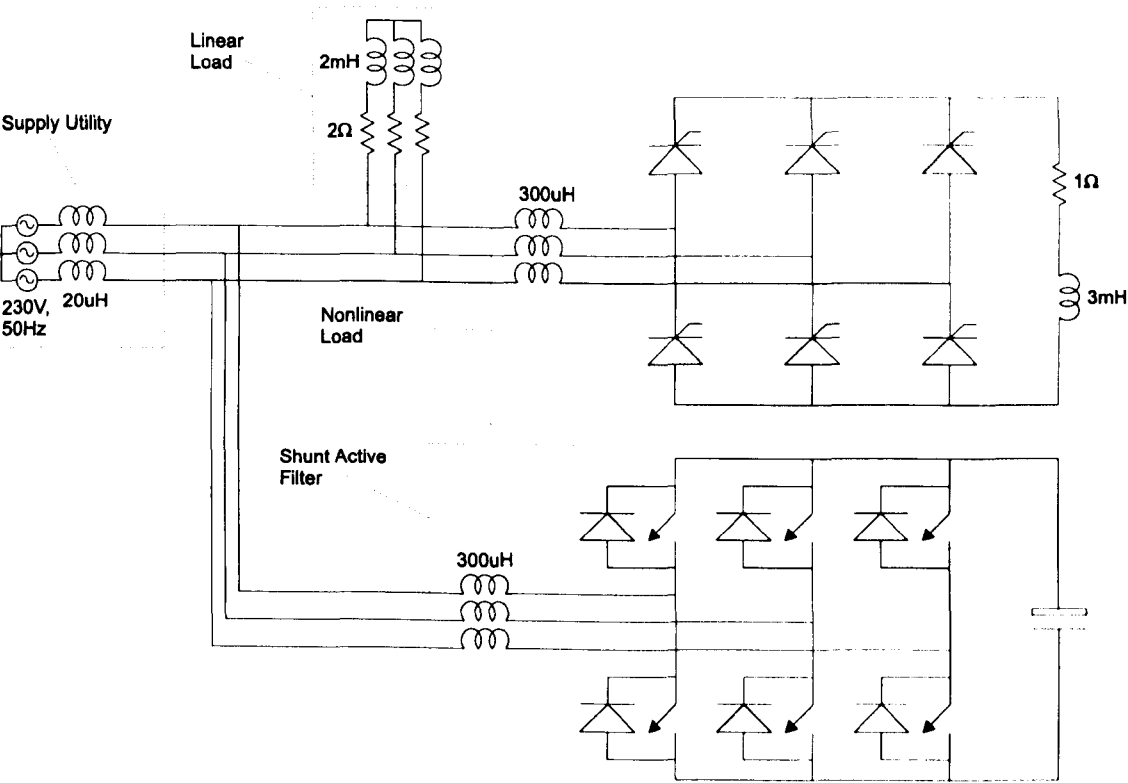 Linear
Load
2mH
2Ω
Supply Utility
300uH
1Ω
230V,
50Hz
20uH
3mH
Nonlinear
Load
Shunt Active
Filter
300uH